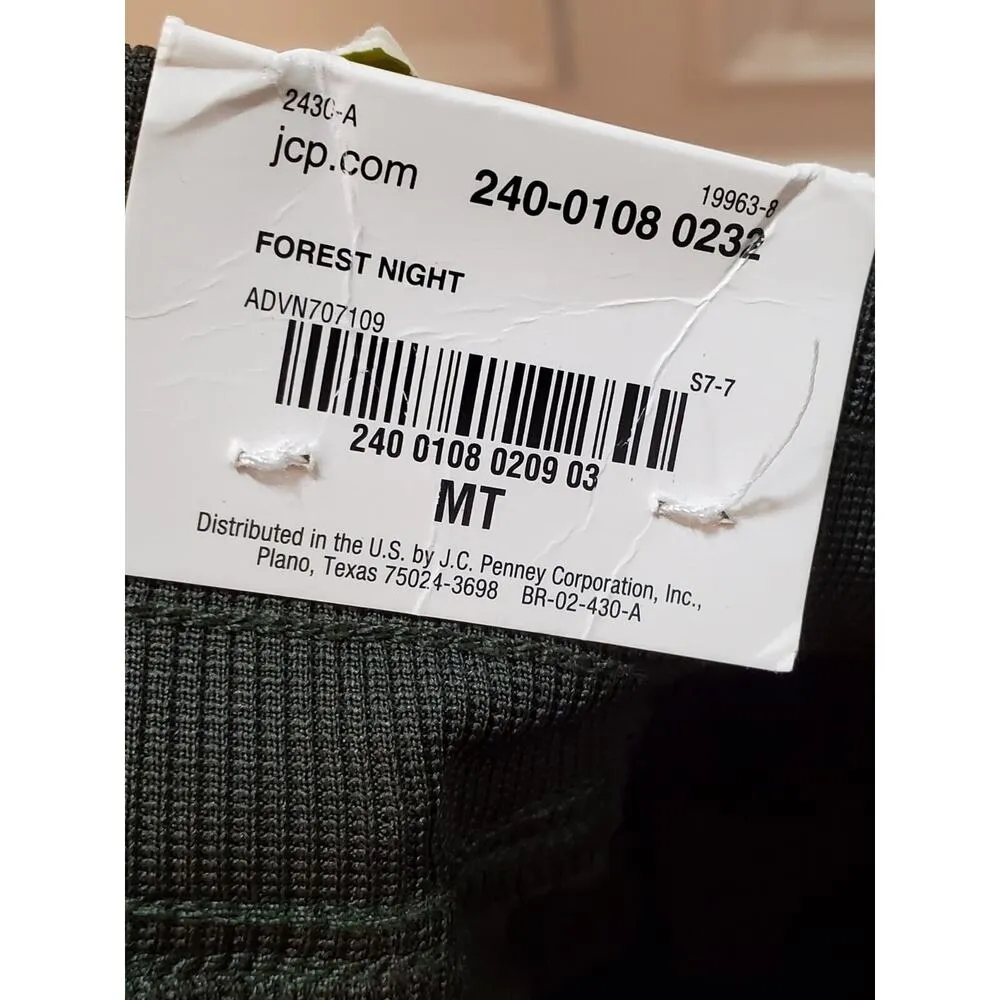 2430-A
jcp.com
19963-8
240-0108 0232
FOREST NIGHT
ADVN707109
S7-7
240 0108 0209 03
MT
Distributed in the U.S. by J.C. Penney Corporation, Inc.,
Plano, Texas 75024-3698 BR-02-430-A